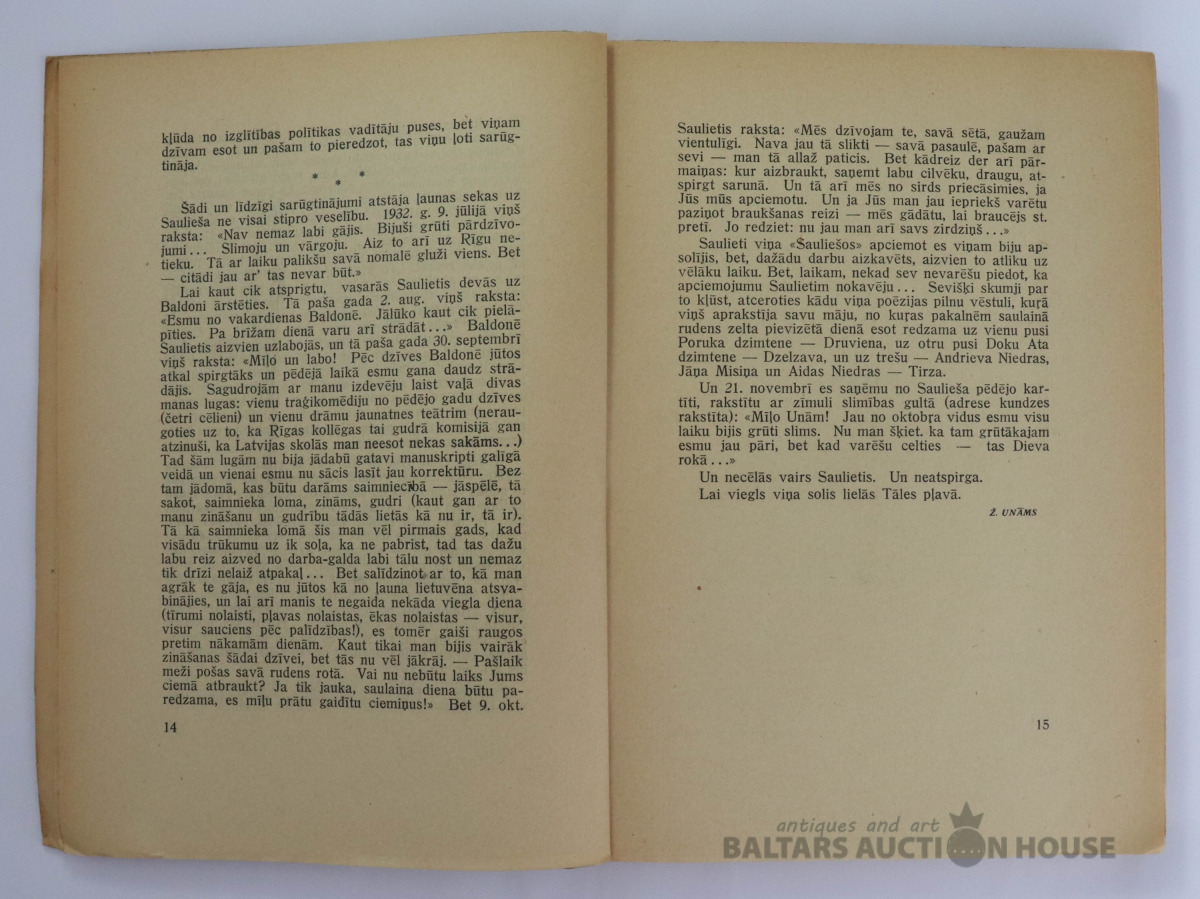 kļūda no izglītības polītikas vadītāju puses, bet viņam
dzīvam esot un pašam to pieredzot, tas viņu ļoti sarūg-
tināja.
* * *
Šādi un līdzīgi sarūgtinājumi atstāja ļaunas sekas uz
Saulieša ne visai stipro veselību. 1932. g. 9. jūlijā viņš
raksta: «Nav nemaz labi gājis. Bijuši grūti pārdzīvo-
jumi... Slimoju un vārgoju. Aiz to arī uz Rīgu ne-
tieku. Tā ar laiku palikšu savā nomalē gluži viens. Bet
— citādi jau ar' tas nevar būt.»
Lai kaut cik atspirgtu, vasarās Saulietis devās uz
Baldoni ārstēties. Tā paša gada 2. aug. viņš raksta:
«Esmu no vakardienas Baldonē. Jālūko kaut cik pielā-
pīties. Pa brīžam dienā varu arī strādāt...» Baldonē
Saulietis aizvien uzlabojās, un tā paša gada 30. septembrī
viņš raksta: «Mīļo un labo! Pēc dzīves Baldonē jūtos
atkal spirgtāks un pēdējā laikā esmu gana daudz strā-
dājis. Sagudrojām ar manu izdevēju laist vaļā divas
manas lugas: vienu traģikomēdiju no pēdējo gadu dzīves
(četri cēlieni) un vienu drāmu jaunatnes teātrim (nerau-
goties uz to, ka Ŗīgas kollēgas tai gudrā komisijā gan
atzinuši, ka Latvijas skolās man neesot nekas sakāms...)
Tad šām lugām nu bija jādabū gatavi manuskripti galīgā
veidā un vienai esmu nu sācis lasīt jau korrektūru. Bez
tam jādomā, kas būtu darāms saimniecībā — jāspēlē, tā
sakot, saimnieka loma, zināms, gudri (kaut gan ar to
manu zināšanu un gudrību tādās lietās kā nu ir, tā ir).
Tā kā saimnieka lomā šis man vēl pirmais gads, kad
visādu trūkumu uz ik soļa, ka ne pabrist, tad tas dažu
labu reiz aizved no darba-galda labi tālu nost un nemaz
tik drīzi nelaiž atpakaļ... Bet salīdzinot ar to, kā man
agrāk te gāja, es nu jūtos kā no ļauna lietuvēna atsva-
binājies, un lai arī manis te negaida nekāda viegla diena
(tīrumi nolaisti, pļavas nolaistas, ēkas nolaistas — visur,
visur sauciens pēc palīdzības!), es tomēr gaiši raugos
pretim nākamām dienām. Kaut tikai man bijis vairāk
zināšanas šādai dzīvei, bet tās nu vēl jākrāj. — Pašlaik
meži pošas savā rudens rotā. Vai nu nebūtu laiks Jums
ciemā atbraukt? Ja tik jauka, saulaina diena būtu pa-
redzama, es mīļu prātu gaidītu ciemiņus!» Bet 9. okt.
14
Saulietis raksta: «Mēs dzīvojam te, savā sētā, gaužam
vientulīgi. Nava jau tā slikti — savā pasaulē, pašam ar
sevi — man tā allaž paticis. Bet kādreiz der arī pār-
maiņas: kur aizbraukt, saņemt labu cilvēku, draugu, at-
spirgt sarunā. Un tā arī mēs no sirds priecāsimies, ja
Jūs mūs apciemotu. Un ja Jūs man jau iepriekš varētu
paziņot braukšanas reizi — mēs gādātu, lai braucējs st.
pretī. Jo redziet: nu jau man arī savs zirdziņš...»
Saulieti viņa «Sauliešos» apciemot es viņam biju ap-
solījis, bet, dažādu darbu aizkavēts, aizvien to atliku uz
vēlāku laiku. Bet, laikam, nekad sev nevarēšu piedot, ka
apciemojumu Saulietim nokavēju... Sevišķi skumji par
to kļūst, atceroties kādu viņa poēzijas pilnu vēstuli, kuŗā
viņš aprakstīja savu māju, no kuŗas pakalnēm saulainā
rudens zelta pievizētā dienā esot redzama uz vienu pusi
Poruka dzimtene — Druviena, uz otru pusi Doku Ata
dzimtene — Dzelzava, un uz trešu — Andrieva Niedras,
Jāņa Misiņa un Aidas Niedras — Tirza.
Un 21. novembrī es saņēmu no Saulieša pēdējo kar-
tīti, rakstītu ar zīmuli slimības gultā (adrese kundzes
rakstīta): «Mīļo Unām! Jau no oktobŗa vidus esmu visu
laiku bijis grūti slims. Nu man šķiet. ka tam grūtākajam
esmu jau pāri, bet kad varēšu celties — tas Dieva
rokā...»
Un necēlās vairs Saulietis. Un neatspirga.
Lai viegls viņa solis lielās Tāles pļavā.
Ž. UNĀMS
15
antiques and art
BALTARS AUCTION HOUSE